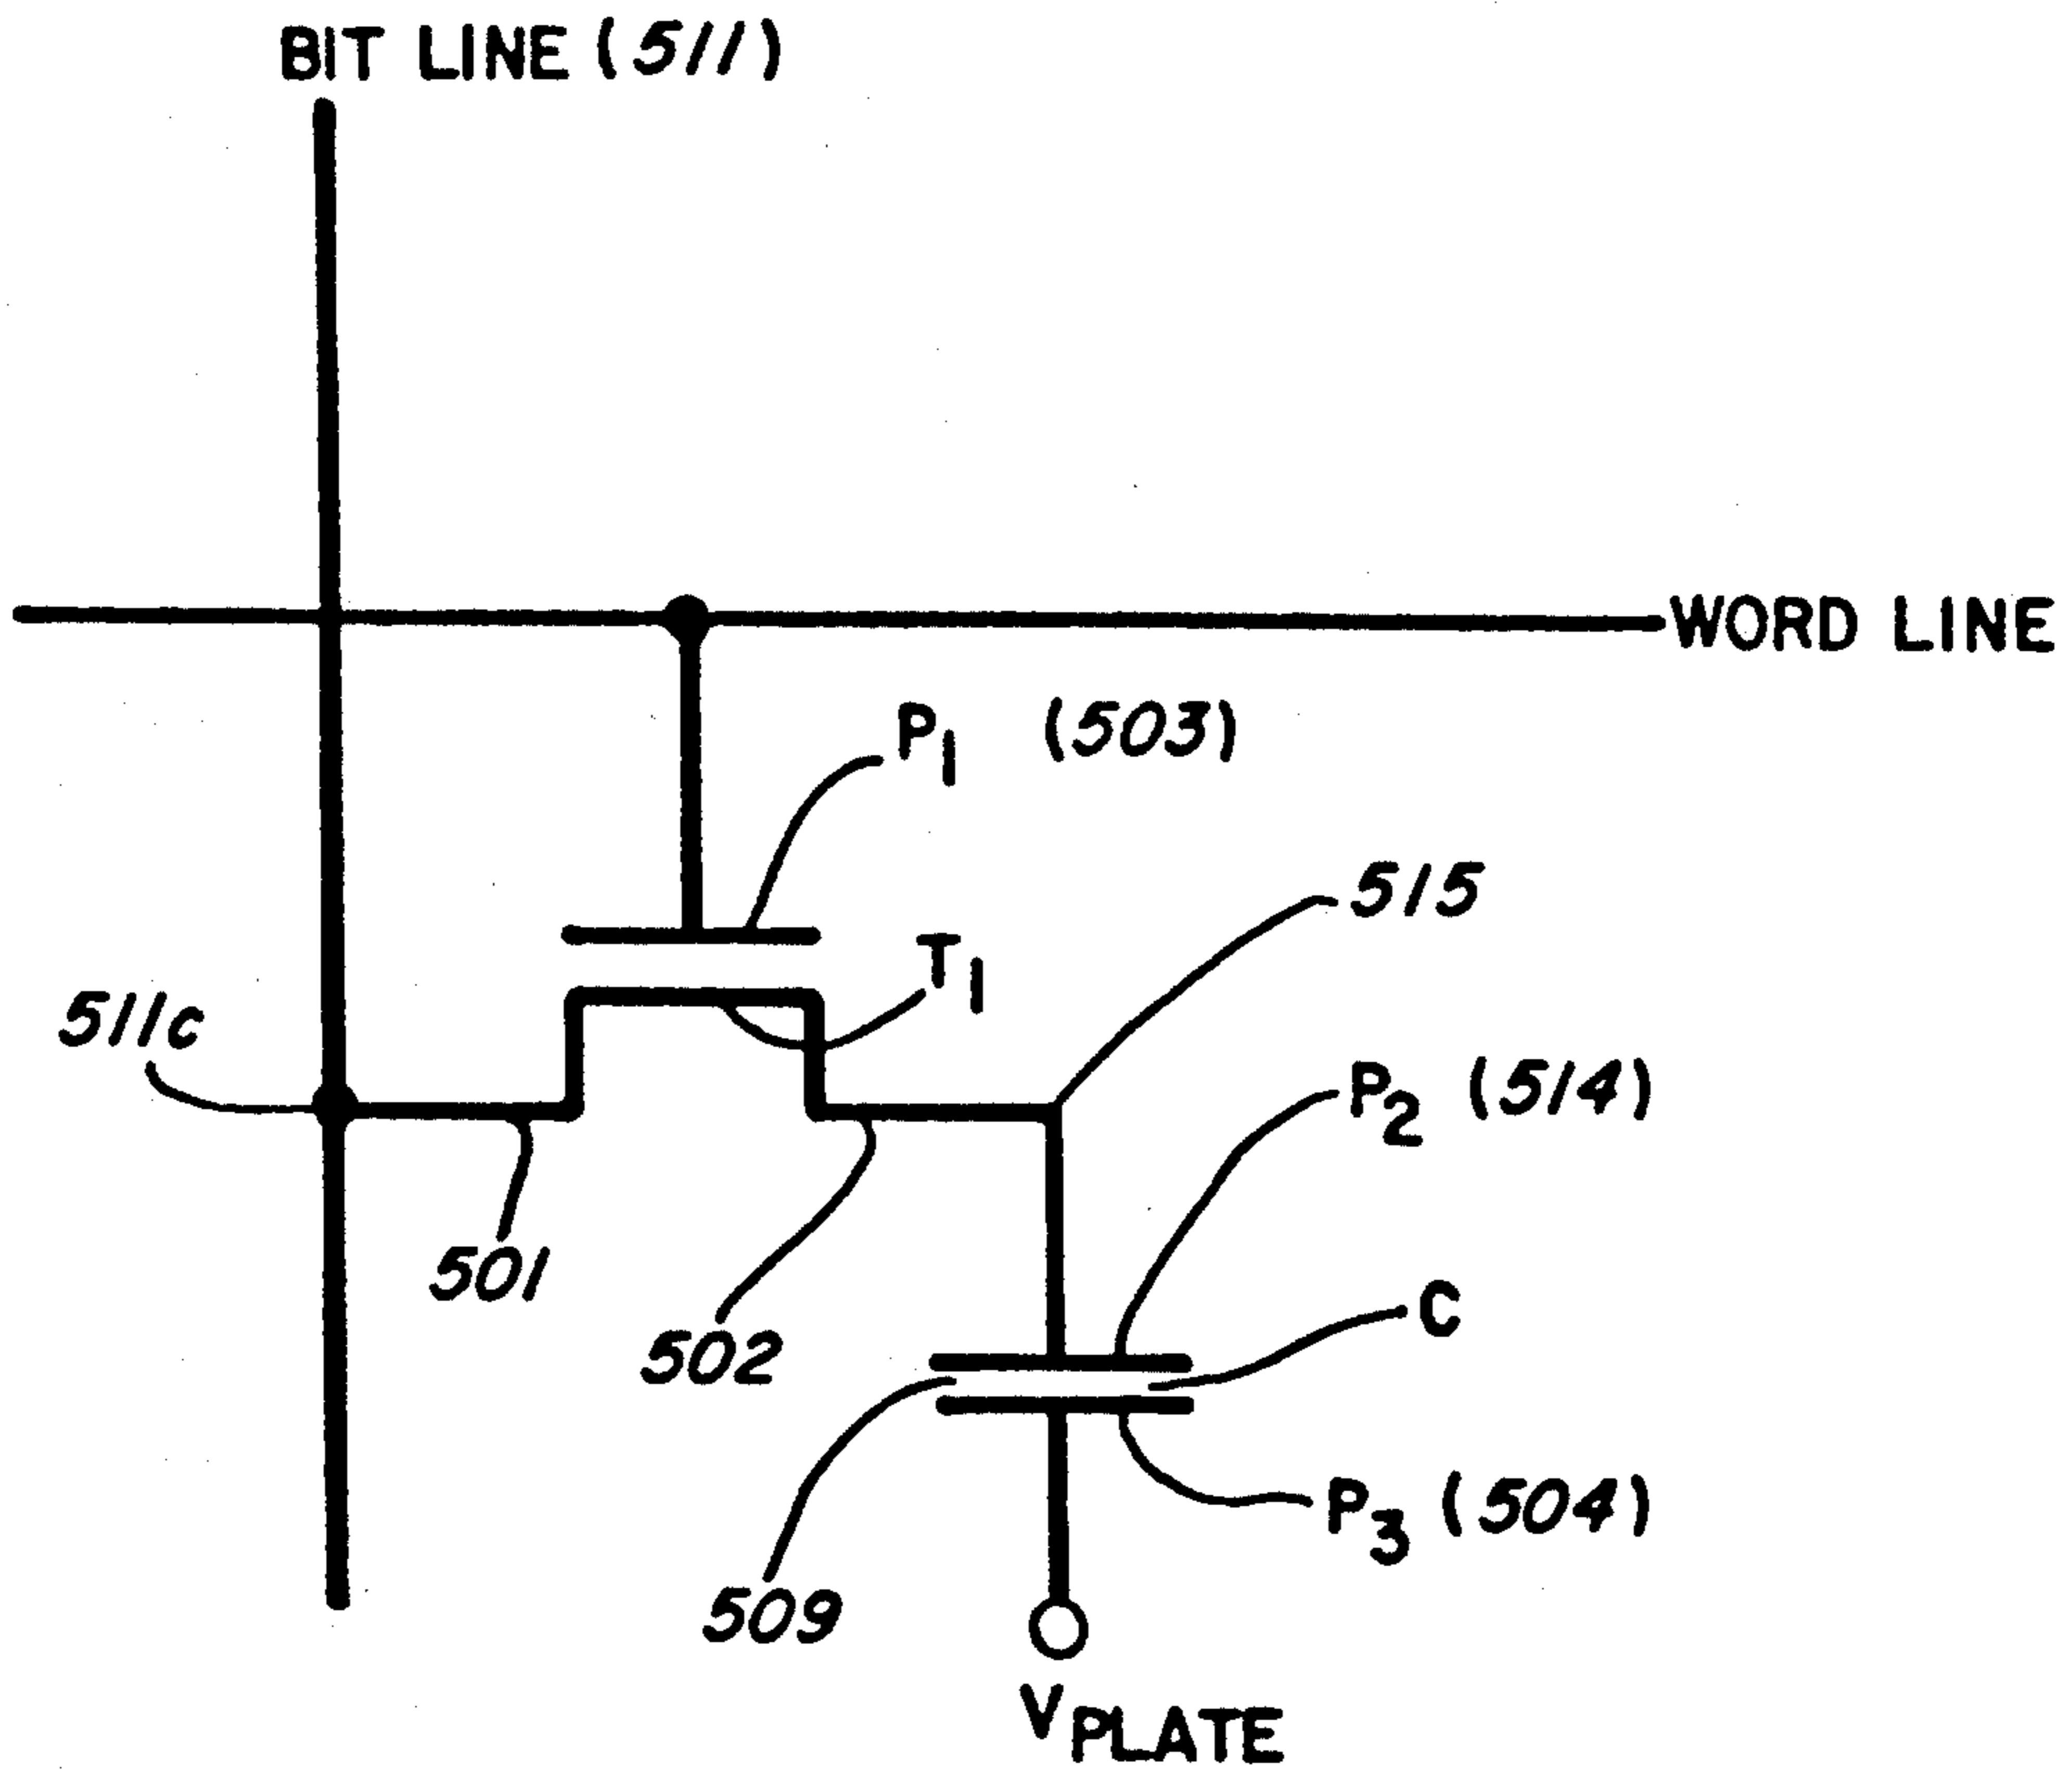 BIT LINE (511)
WORD LINE
P1 (503)
515
T1
511c
P2 (514)
501
C
502
P3 (504)
509
VPLATE